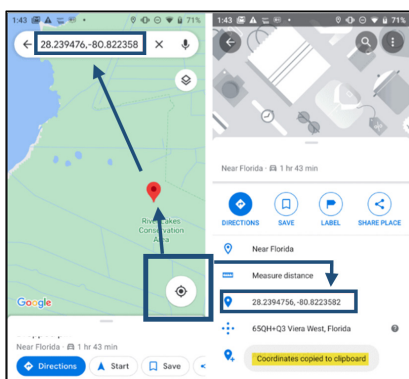 1:43
71%
28.239476,-80.822358
River Lakes
Conservation
Area
Google
Near Florida · 1 hr 43 min
Directions
Start
Save
1:43
71%
Near Florida · 1 hr 43 min
DIRECTIONS
SAVE
LABEL
SHARE PLACE
Near Florida
Measure distance
28.2394756, -80.8223582
65QH+Q3 Viera West, Florida
Coordinates copied to clipboard